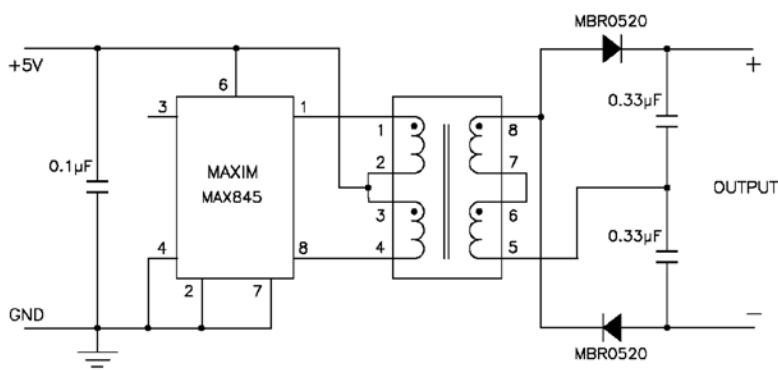 MBR0520
+5V
+
6
3
1
1
8
0.33µF
0.1µF
MAXIM
MAX845
2
7
OUTPUT
3
6
0.33µF
4
8
4
5
2
7
GND
−
MBR0520